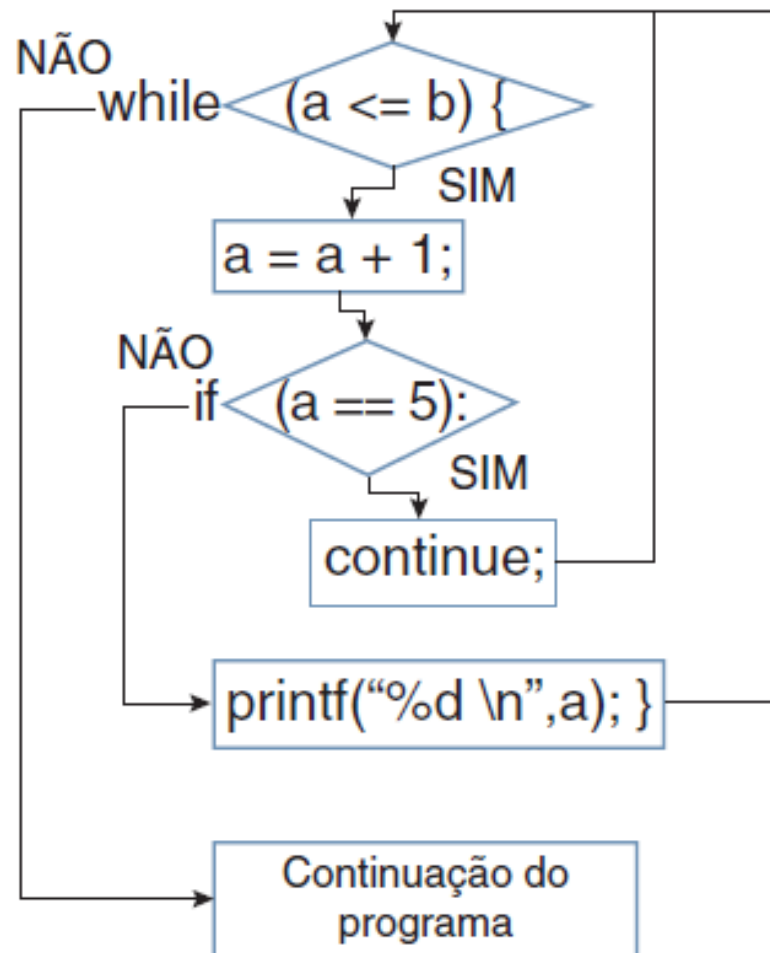 NÃO
while (a <= b) {
SIM
a = a + 1;
NÃO
if (a == 5):
SIM
continue;
printf(“%d \n”,a); }
Continuação do
programa